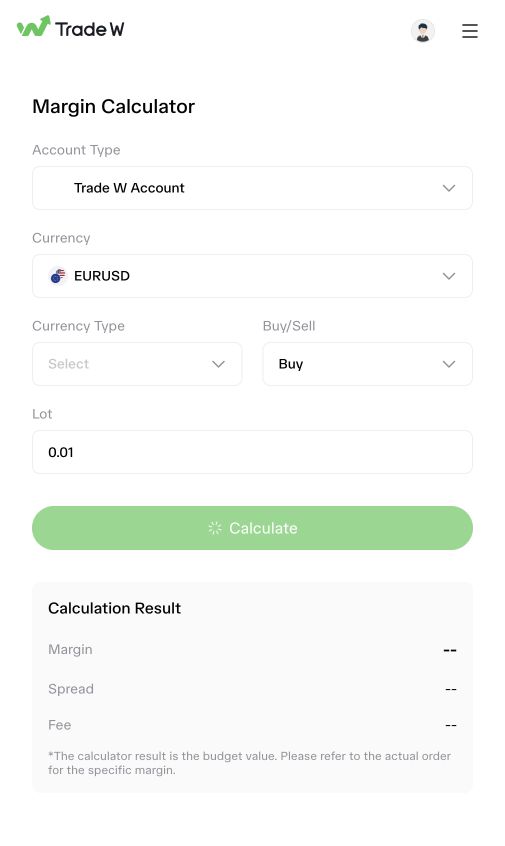 Trade W
Margin Calculator
Account Type
Trade W Account
Currency
EURUSD
Currency Type
Buy/Sell
Select
Buy
Lot
0.01
Calculate
Calculation Result
Margin
--
Spread
--
Fee
--
*The calculator result is the budget value. Please refer to the actual order
for the specific margin.